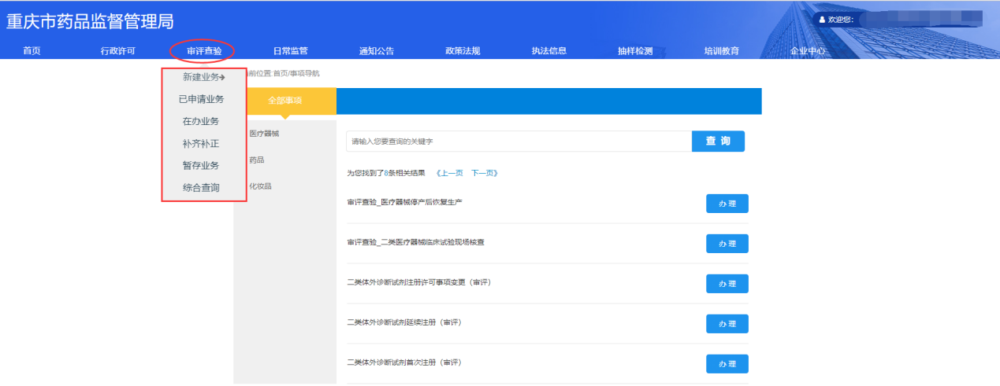 重庆市药品监督管理局
欢迎您：
首页 行政许可 审评查验 日常监管 通知公告 政策法规 执法信息 抽样检测 培训教育 企业中心
新建业务➔
已申请业务
在办业务
补齐补正
暂存业务
综合查询
前位置:首页/事项导航
全部事项
医疗器械
药品
化妆品
请输入您要查询的关键字
查 询
为您找到了8条相关结果 《上一页 下一页》
审评查验_医疗器械停产后恢复生产 办 理
审评查验_二类医疗器械临床试验现场核查 办 理
二类体外诊断试剂注册许可事项变更（审评） 办 理
二类体外诊断试剂延续注册（审评） 办 理
二类体外诊断试剂首次注册（审评） 办 理